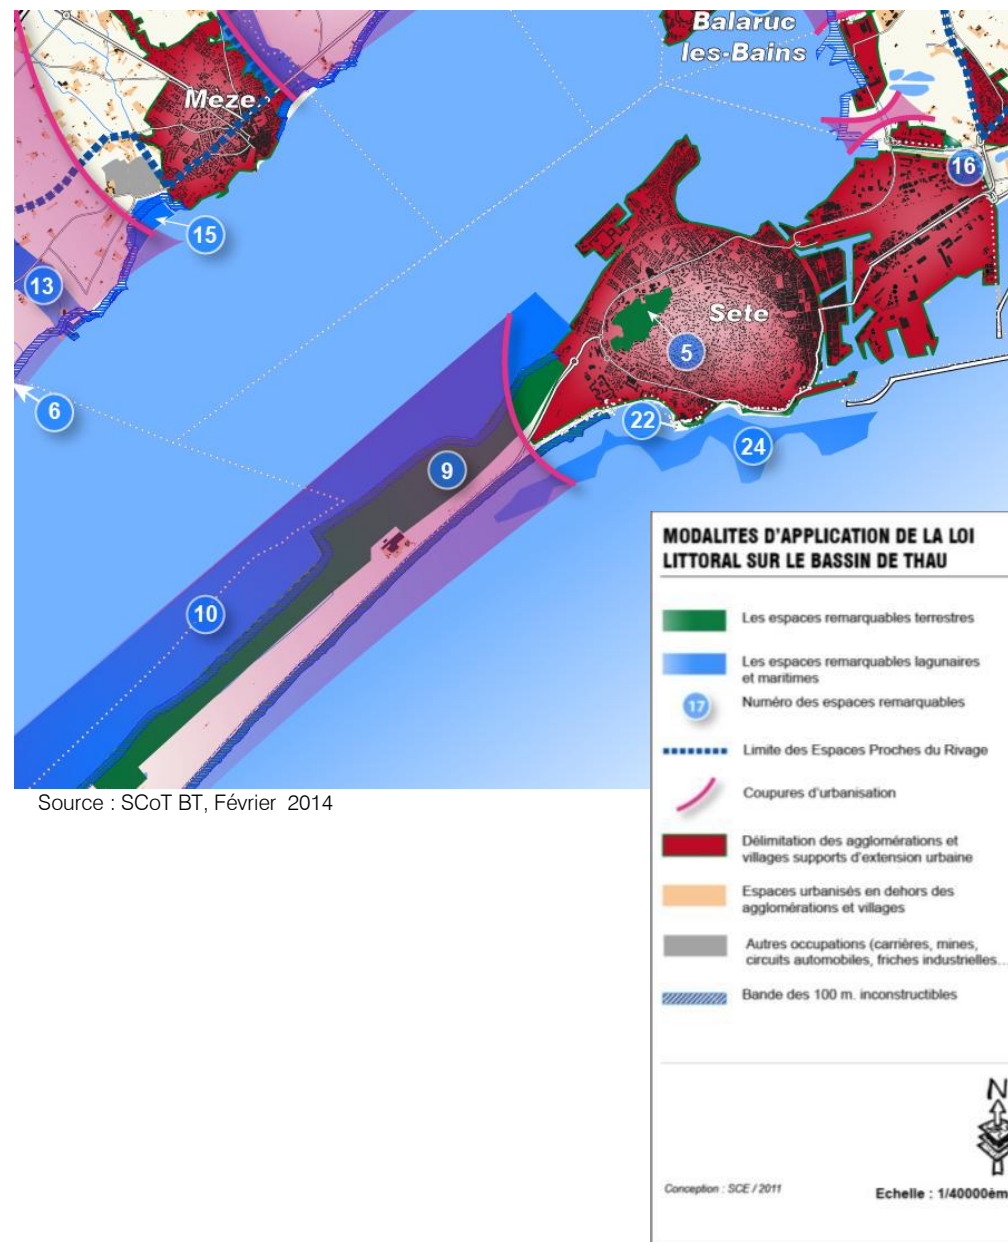 Balaruc
les-Bains
Meze
16
15
13
Sete
5
6
22
24
9
10
MODALITES D'APPLICATION DE LA LOI
LITTORAL SUR LE BASSIN DE THAU
Les espaces remarquables terrestres
Les espaces remarquables lagunaires
et maritimes
17
Numéro des espaces remarquables
Limite des Espaces Proches du Rivage
Coupures d'urbanisation
Délimitation des agglomérations et
villages supports d'extension urbaine
Espaces urbanisés en dehors des
agglomérations et villages
Autres occupations (carrières, mines,
circuits automobiles, friches industrielles...
Bande des 100 m. inconstructibles
N
Conception : SCE / 2011
Echelle : 1/40000èm
Source : SCoT BT, Février 2014